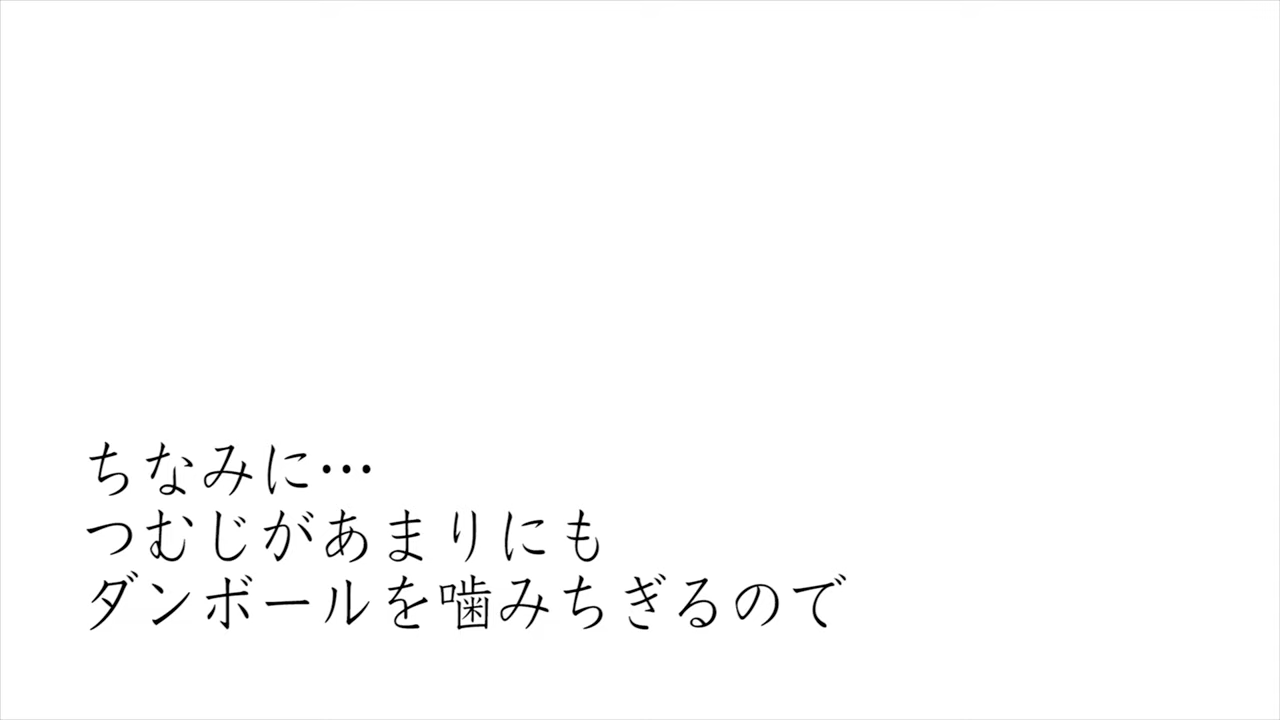 ちなみに…
つむじがあまりにも
ダンボールを噛みちぎるので